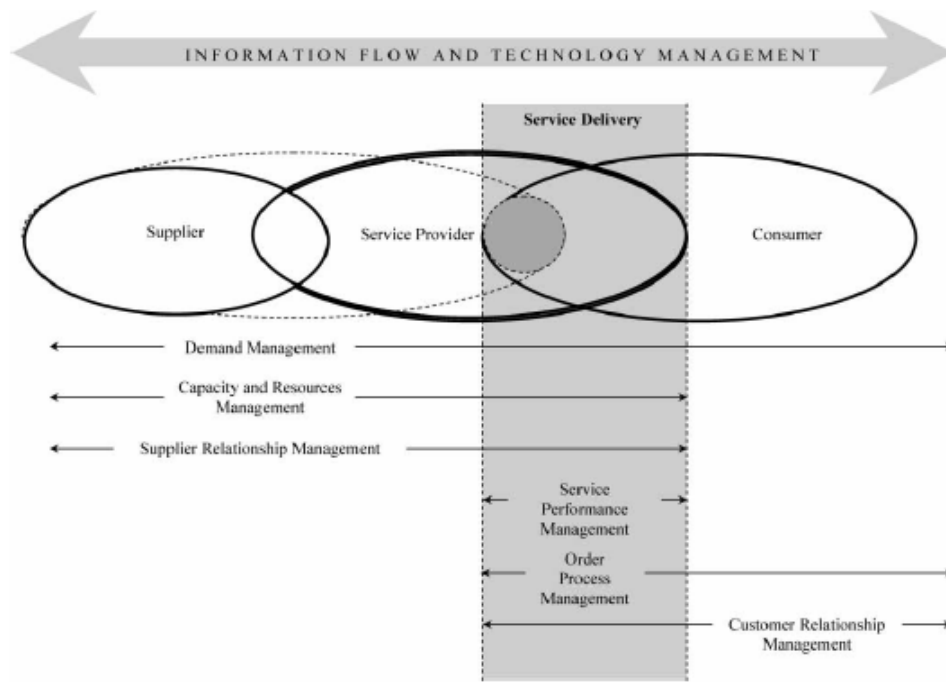 INFORMATION FLOW AND TECHNOLOGY MANAGEMENT
Service Delivery
Supplier
Service Provider
Consumer
Demand Management
Capacity and Resources
Management
Supplier Relationship Management
Service
Performance
Management
Order
Process
Management
Customer Relationship
Management